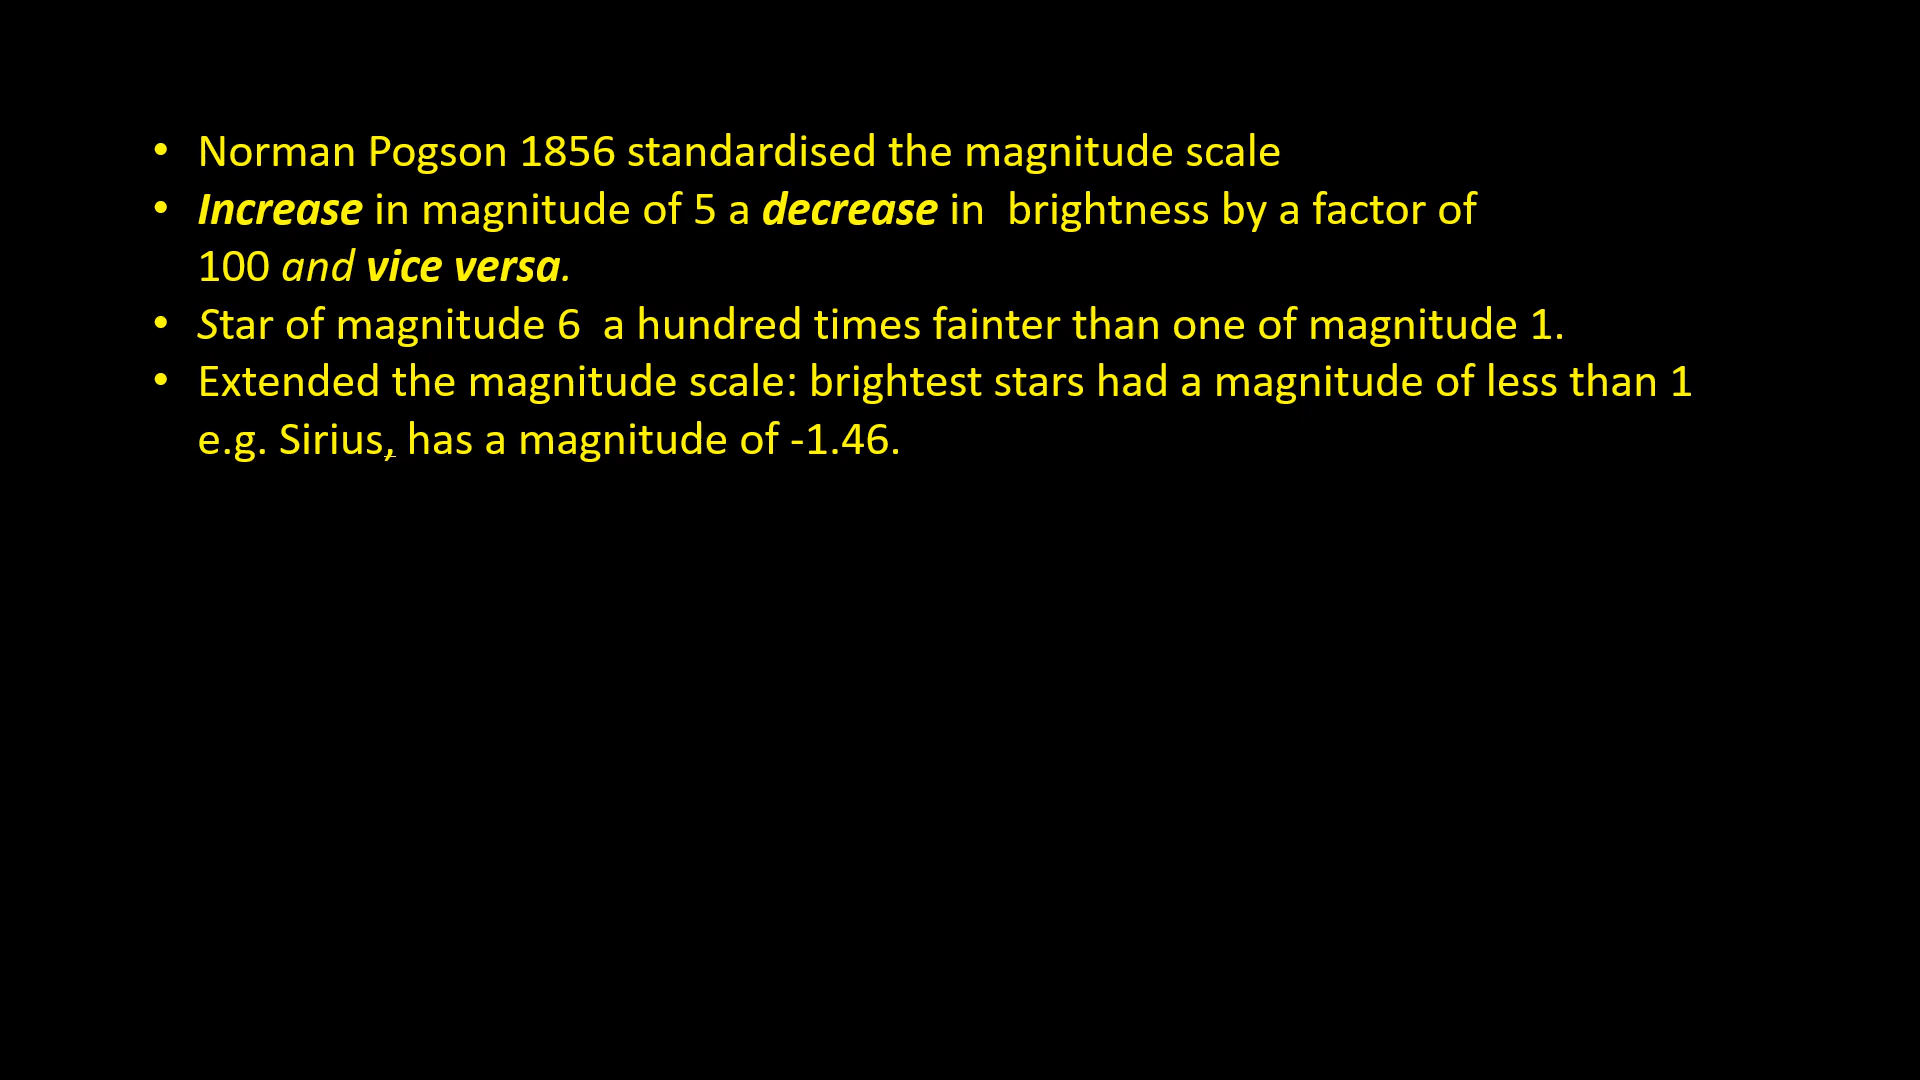 • Norman Pogson 1856 standardised the magnitude scale
• Increase in magnitude of 5 a decrease in  brightness by a factor of
100 and vice versa.
• Star of magnitude 6  a hundred times fainter than one of magnitude 1.
• Extended the magnitude scale: brightest stars had a magnitude of less than 1
e.g. Sirius, has a magnitude of -1.46.